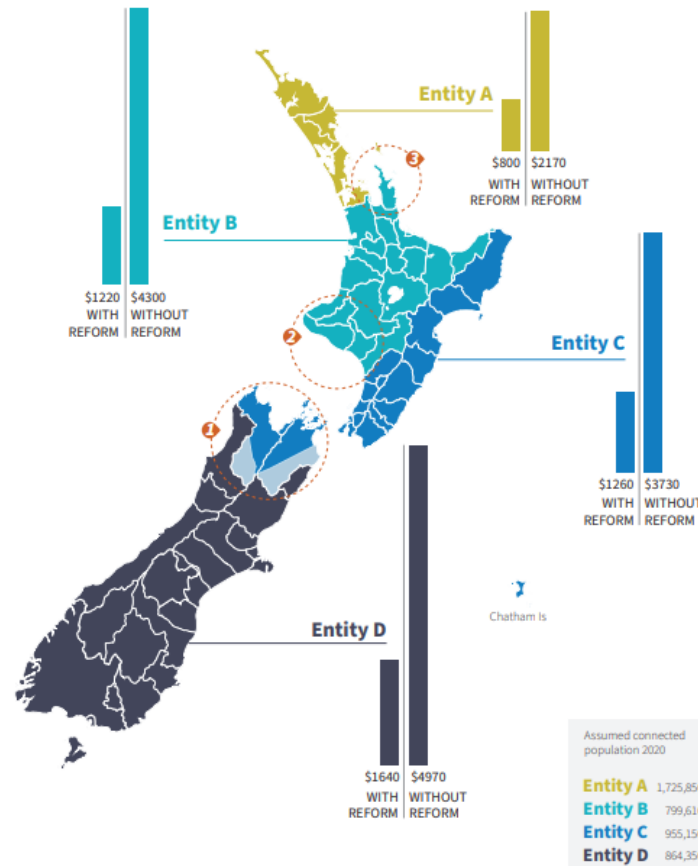 Entity A
3
$800 $2170
WITH WITHOUT
REFORM REFORM
Entity B
$1220 $4300
WITH WITHOUT
REFORM REFORM
2
Entity C
1
$1260 $3730
WITH WITHOUT
REFORM REFORM
Chatham Is
Entity D
$1640 $4970
WITH WITHOUT
REFORM REFORM
Assumed connected
population 2020
Entity A
Entity B
Entity C
Entity D